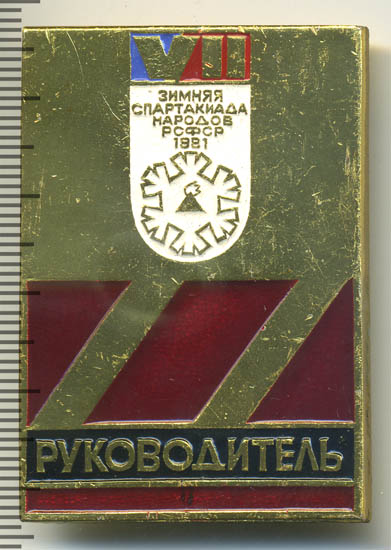 VII
ЗИМНЯЯ
СПАРТАКИАДА
НАРОДОВ
РСФСР
1981
РУКОВОДИТЕЛЬ